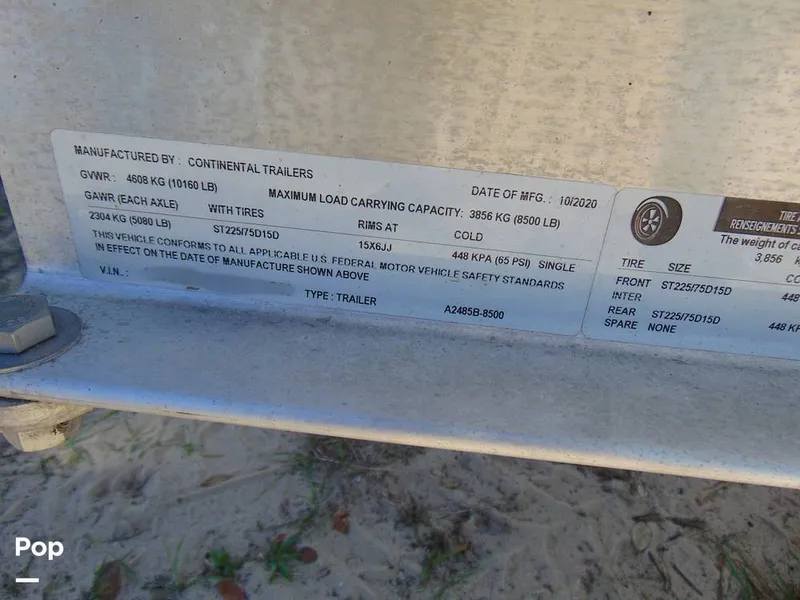 MANUFACTURED BY : CONTINENTAL TRAILERS
DATE OF MFG. : 10/2020
GVWR : 4608 KG (10160 LB)
MAXIMUM LOAD CARRYING CAPACITY: 3856 KG (8500 LB)
GAWR (EACH AXLE) WITH TIRES RIMS AT COLD
2304 KG (5080 LB) ST225/75D15D 15X6JJ 448 KPA (65 PSI) SINGLE
THIS VEHICLE CONFORMS TO ALL APPLICABLE U.S. FEDERAL MOTOR VEHICLE SAFETY STANDARDS
IN EFFECT ON THE DATE OF MANUFACTURE SHOWN ABOVE
V.I.N. :
TYPE : TRAILER A2485B-8500
TIRE
RENSEIGNEMENTS
The weight of
3,856
TIRE SIZE
FRONT ST225/75D15D 448
INTER
REAR ST225/75D15D 448
SPARE NONE
Pop